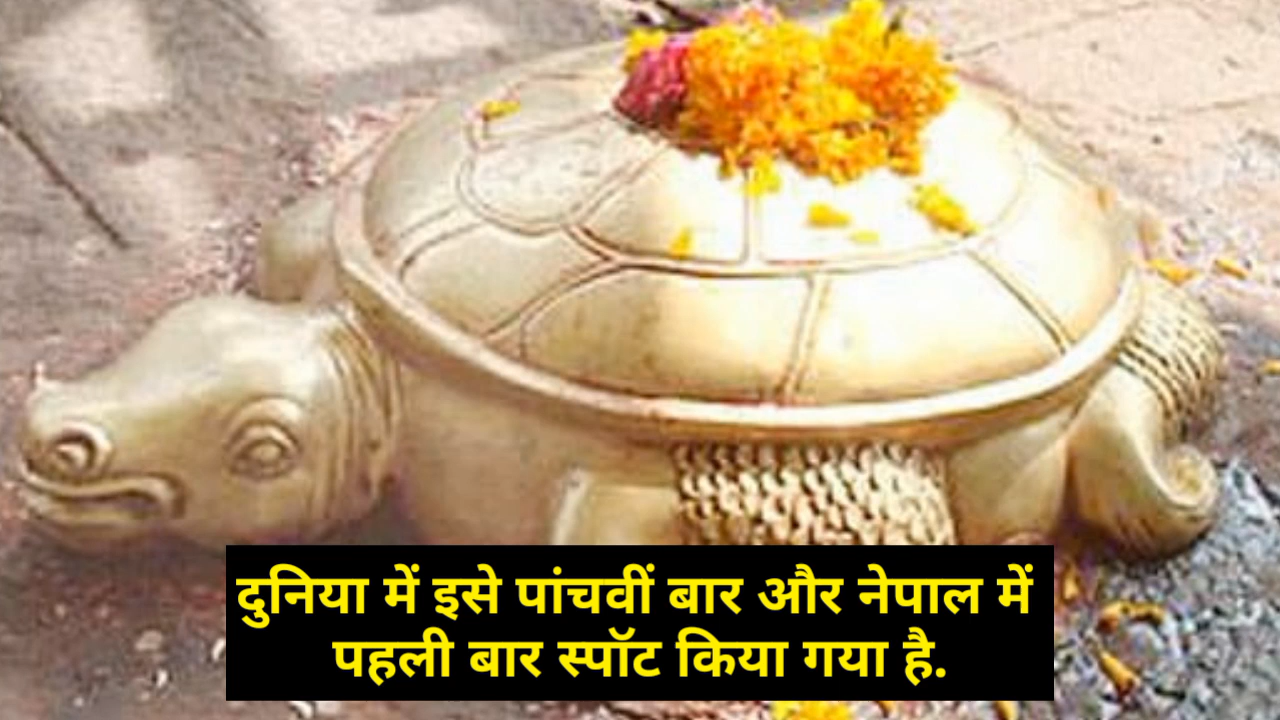 दुनिया में इसे पांचवीं बार और नेपाल में
पहली बार स्पॉट किया गया है.